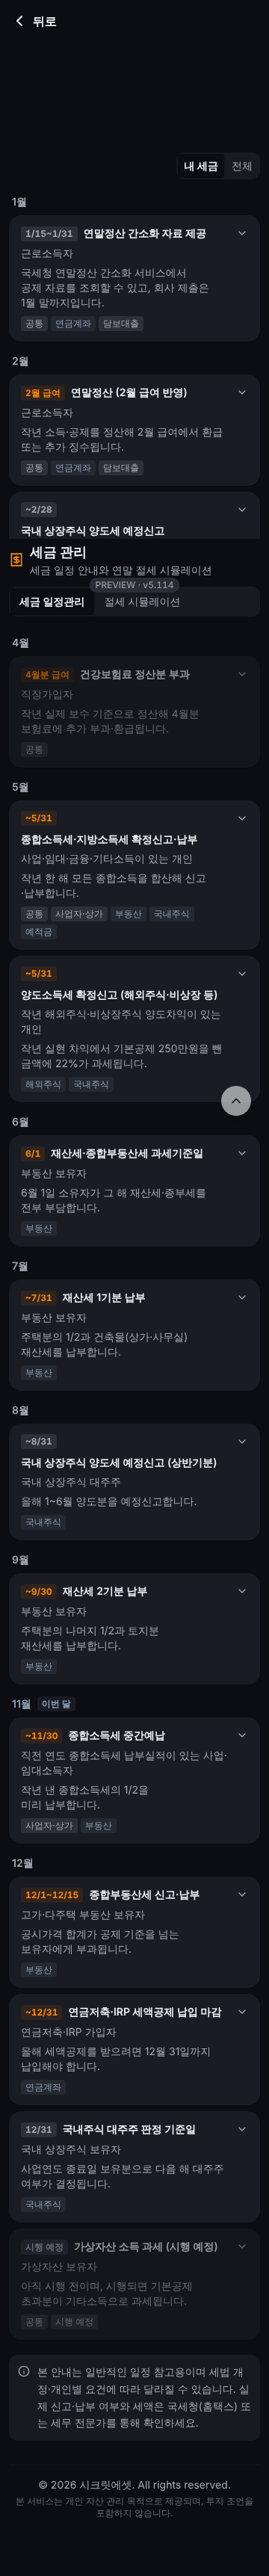 뒤로
내 세금 전체
1월
1/15~1/31 연말정산 간소화 자료 제공
근로소득자
국세청 연말정산 간소화 서비스에서
공제 자료를 조회할 수 있고, 회사 제출은
1월 말까지입니다.
공통 연금계좌 담보대출
2월
2월 급여 연말정산 (2월 급여 반영)
근로소득자
작년 소득·공제를 정산해 2월 급여에서 환급
또는 추가 징수됩니다.
공통 연금계좌 담보대출
~2/28
국내 상장주식 양도세 예정신고
세금 관리
세금 일정 안내와 연말 절세 시뮬레이션
PREVIEW · v5.114
세금 일정관리 절세 시뮬레이션
4월
4월분 급여 건강보험료 정산분 부과
직장가입자
작년 실제 보수 기준으로 정산해 4월분
보험료에 추가 부과·환급됩니다.
공통
5월
~5/31
종합소득세·지방소득세 확정신고·납부
사업·임대·금융·기타소득이 있는 개인
작년 한 해 모든 종합소득을 합산해 신고
·납부합니다.
공통 사업자·상가 부동산 국내주식
예적금
~5/31
양도소득세 확정신고 (해외주식·비상장 등)
작년 해외주식·비상장주식 양도차익이 있는
개인
작년 실현 차익에서 기본공제 250만원을 뺀
금액에 22%가 과세됩니다.
해외주식 국내주식
6월
6/1 재산세·종합부동산세 과세기준일
부동산 보유자
6월 1일 소유자가 그 해 재산세·종부세를
전부 부담합니다.
부동산
7월
~7/31 재산세 1기분 납부
부동산 보유자
주택분의 1/2과 건축물(상가·사무실)
재산세를 납부합니다.
부동산
8월
~8/31
국내 상장주식 양도세 예정신고 (상반기분)
국내 상장주식 대주주
올해 1~6월 양도분을 예정신고합니다.
국내주식
9월
~9/30 재산세 2기분 납부
부동산 보유자
주택분의 나머지 1/2과 토지분
재산세를 납부합니다.
부동산
11월 이번 달
~11/30 종합소득세 중간예납
직전 연도 종합소득세 납부실적이 있는 사업·
임대소득자
작년 낸 종합소득세의 1/2을
미리 납부합니다.
사업자·상가 부동산
12월
12/1~12/15 종합부동산세 신고·납부
고가·다주택 부동산 보유자
공시가격 합계가 공제 기준을 넘는
보유자에게 부과됩니다.
부동산
~12/31 연금저축·IRP 세액공제 납입 마감
연금저축·IRP 가입자
올해 세액공제를 받으려면 12월 31일까지
납입해야 합니다.
연금계좌
12/31 국내주식 대주주 판정 기준일
국내 상장주식 보유자
사업연도 종료일 보유분으로 다음 해 대주주
여부가 결정됩니다.
국내주식
시행 예정 가상자산 소득 과세 (시행 예정)
가상자산 보유자
아직 시행 전이며, 시행되면 기본공제
초과분이 기타소득으로 과세됩니다.
공통 시행 예정
본 안내는 일반적인 일정 참고용이며 세법 개
정·개인별 요건에 따라 달라질 수 있습니다. 실
제 신고·납부 여부와 세액은 국세청(홈택스) 또
는 세무 전문가를 통해 확인하세요.
© 2026 시크릿에셋. All rights reserved.
본 서비스는 개인 자산 관리 목적으로 제공되며, 투자 조언을
포함하지 않습니다.